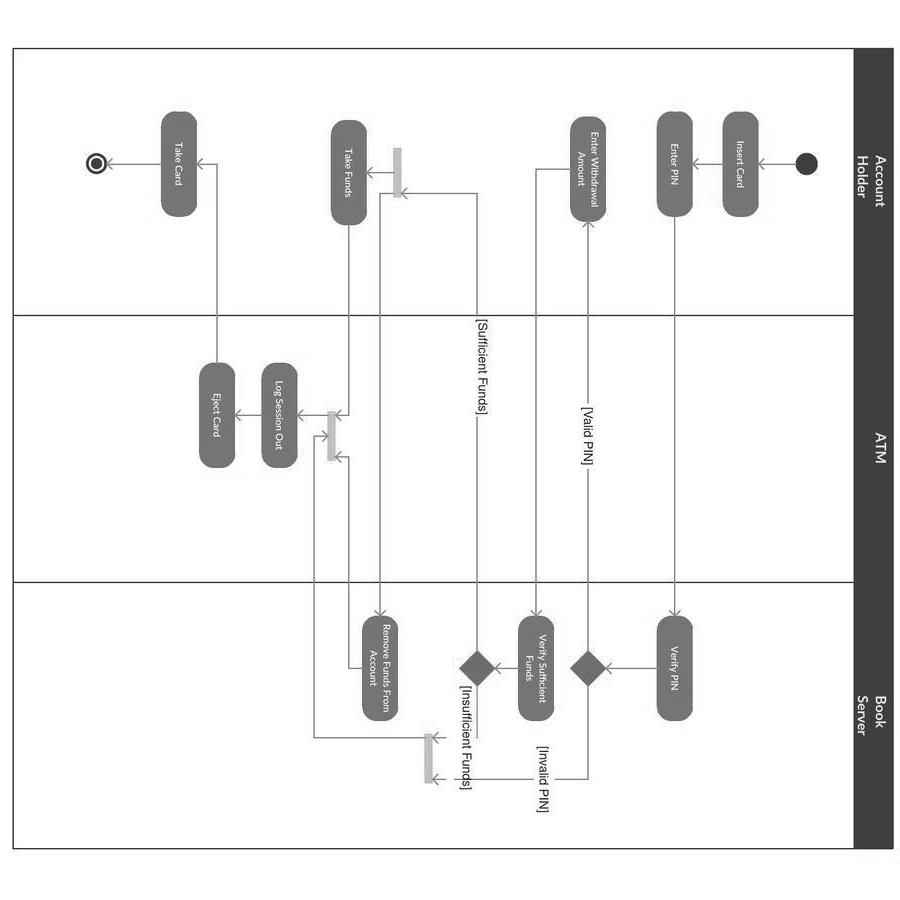 Account
Holder
ATM
Book
Server
Insert Card
Enter PIN
Verify PIN
Enter Withdrawal
Amount
[Valid PIN]
[Invalid PIN]
Verify Sufficient
Funds
[Sufficient Funds]
[Insufficient Funds]
Take Funds
Remove Funds From
Account
Log Session Out
Eject Card
Take Card